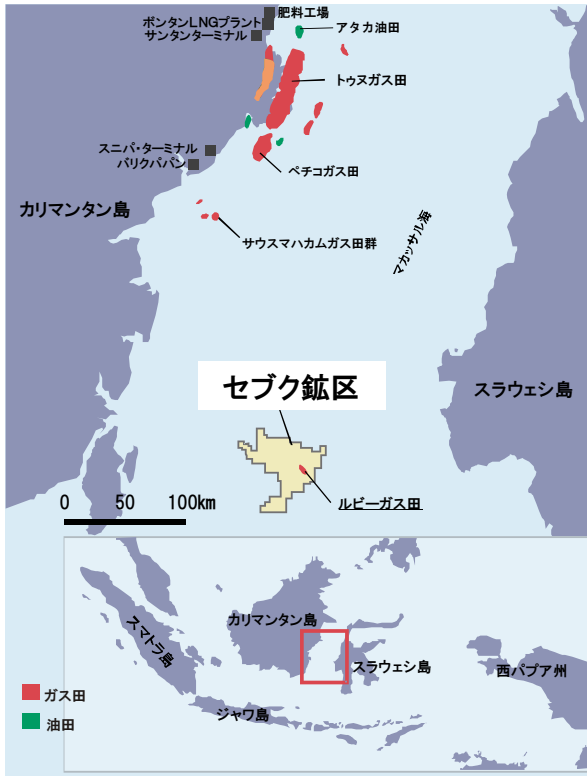 肥料工場
ボンタンLNGプラント
サンタンターミナル
アタカ油田
トゥヌガス田
スニパ・ターミナル
バリクパパン
ペチコガス田
カリマンタン島
サウスマハカムガス田群
マカッサル海
セブク鉱区
スラウェシ島
0 50 100km
ルビーガス田
カリマンタン島
スマトラ島
スラウェシ島
西パプア州
ガス田
ジャワ島
油田